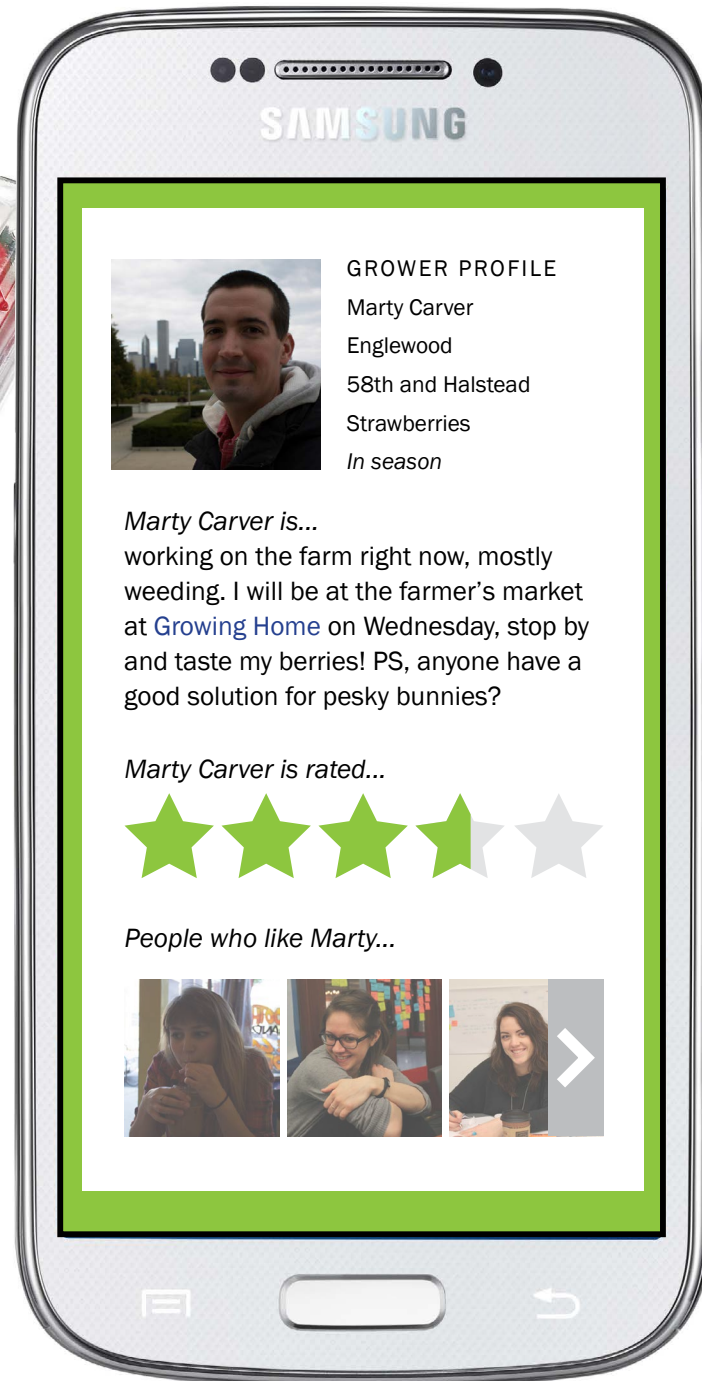 SAMSUNG
GROWER PROFILE
Marty Carver
Englewood
58th and Halstead
Strawberries
In season
Marty Carver is...
working on the farm right now, mostly
weeding. I will be at the farmer’s market
at Growing Home on Wednesday, stop by
and taste my berries! PS, anyone have a
good solution for pesky bunnies?
Marty Carver is rated...
People who like Marty...